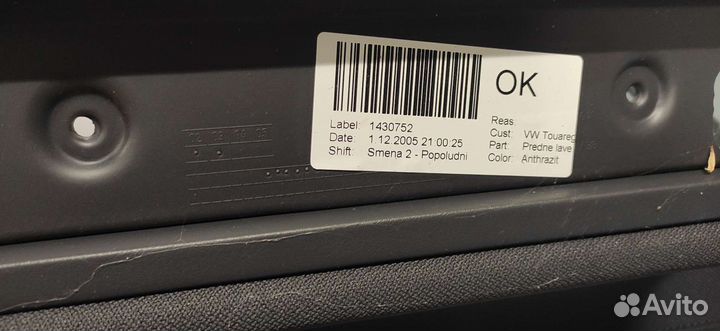 OK
Label: 1430752
Date: 1.12.2005 21:00:25
Shift: Smena 2 - Popoludni
Reas:
Cust: VW Touareg
Part: Predne lave
Color: Anthrazit
Avito